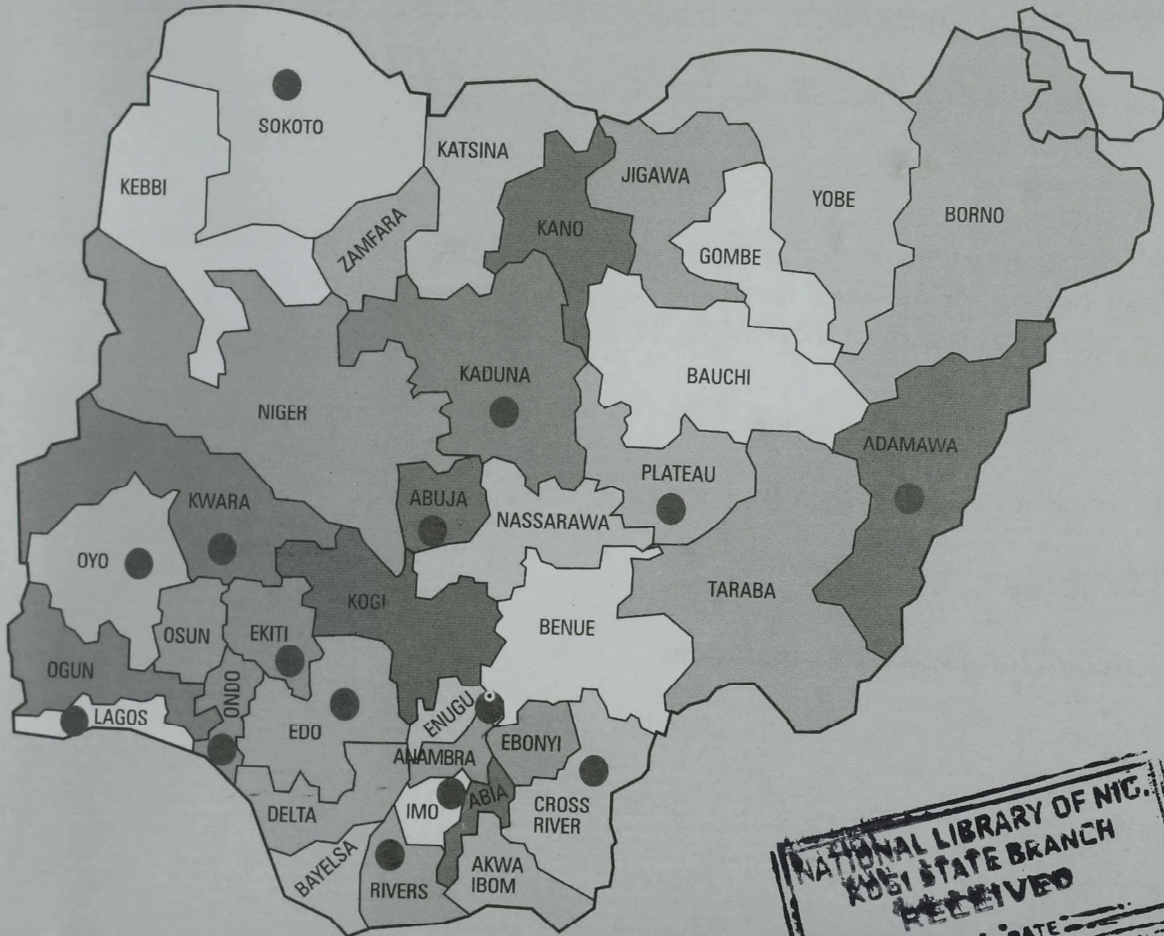 SOKOTO
KATSINA
KEBBI
JIGAWA
YOBE
BORNO
ZAMFARA
KANO
GOMBE
KADUNA
BAUCHI
NIGER
ADAMAWA
PLATEAU
ABUJA
KWARA
NASSARAWA
OYO
TARABA
KOGI
BENUE
OSUN
EKITI
OGUN
ONDO
LAGOS
ENUGU
EDO
EBONYI
ANAMBRA
ABIA
IMO
CROSS
RIVER
DELTA
BAYELSA
RIVERS
AKWA
IBOM
NATIONAL LIBRARY OF NIG.
KOGI STATE BRANCH
RECEIVED
DATE